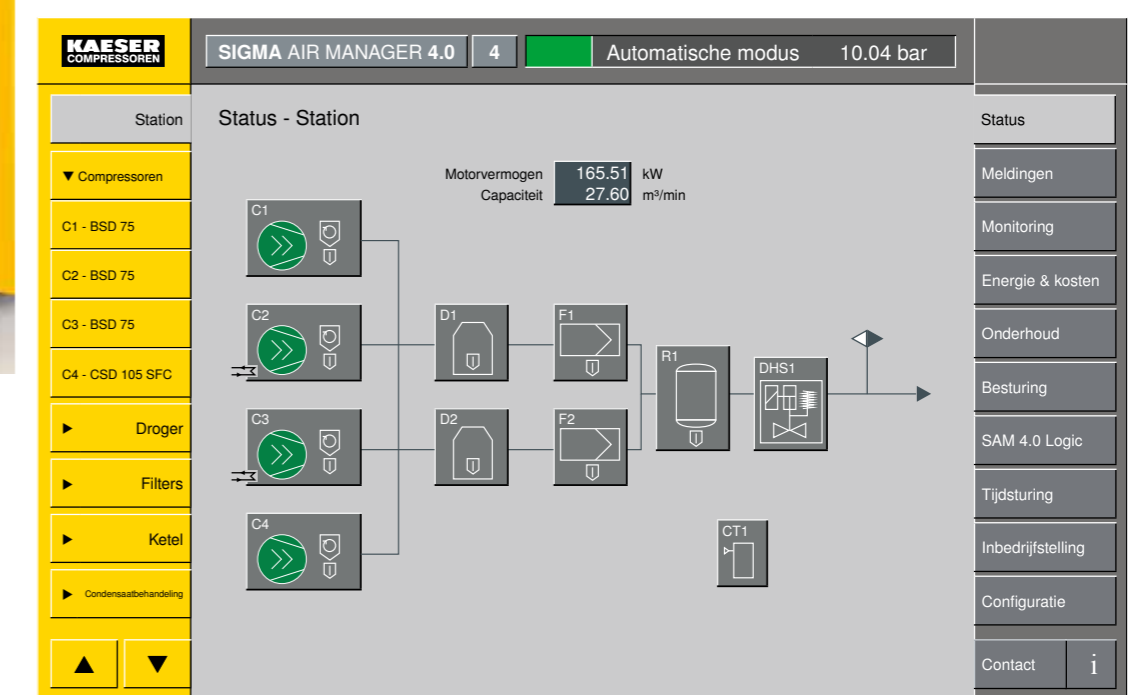 KAESER
COMPRESSOREN
SIGMA AIR MANAGER 4.0
4
Automatische modus 10.04 bar
Station
▼ Compressoren
C1 - BSD 75
C2 - BSD 75
C3 - BSD 75
C4 - CSD 105 SFC
Droger
Filters
Ketel
Condensaatbehandeling
Status - Station
Motorvermogen 165.51 kW
Capaciteit 27.60 m³/min
C1
C2
D1
F1
R1
DHS1
C3
D2
F2
C4
CT1
Status
Meldingen
Monitoring
Energie & kosten
Onderhoud
Besturing
SAM 4.0 Logic
Tijdsturing
Inbedrijfstelling
Configuratie
Contact i